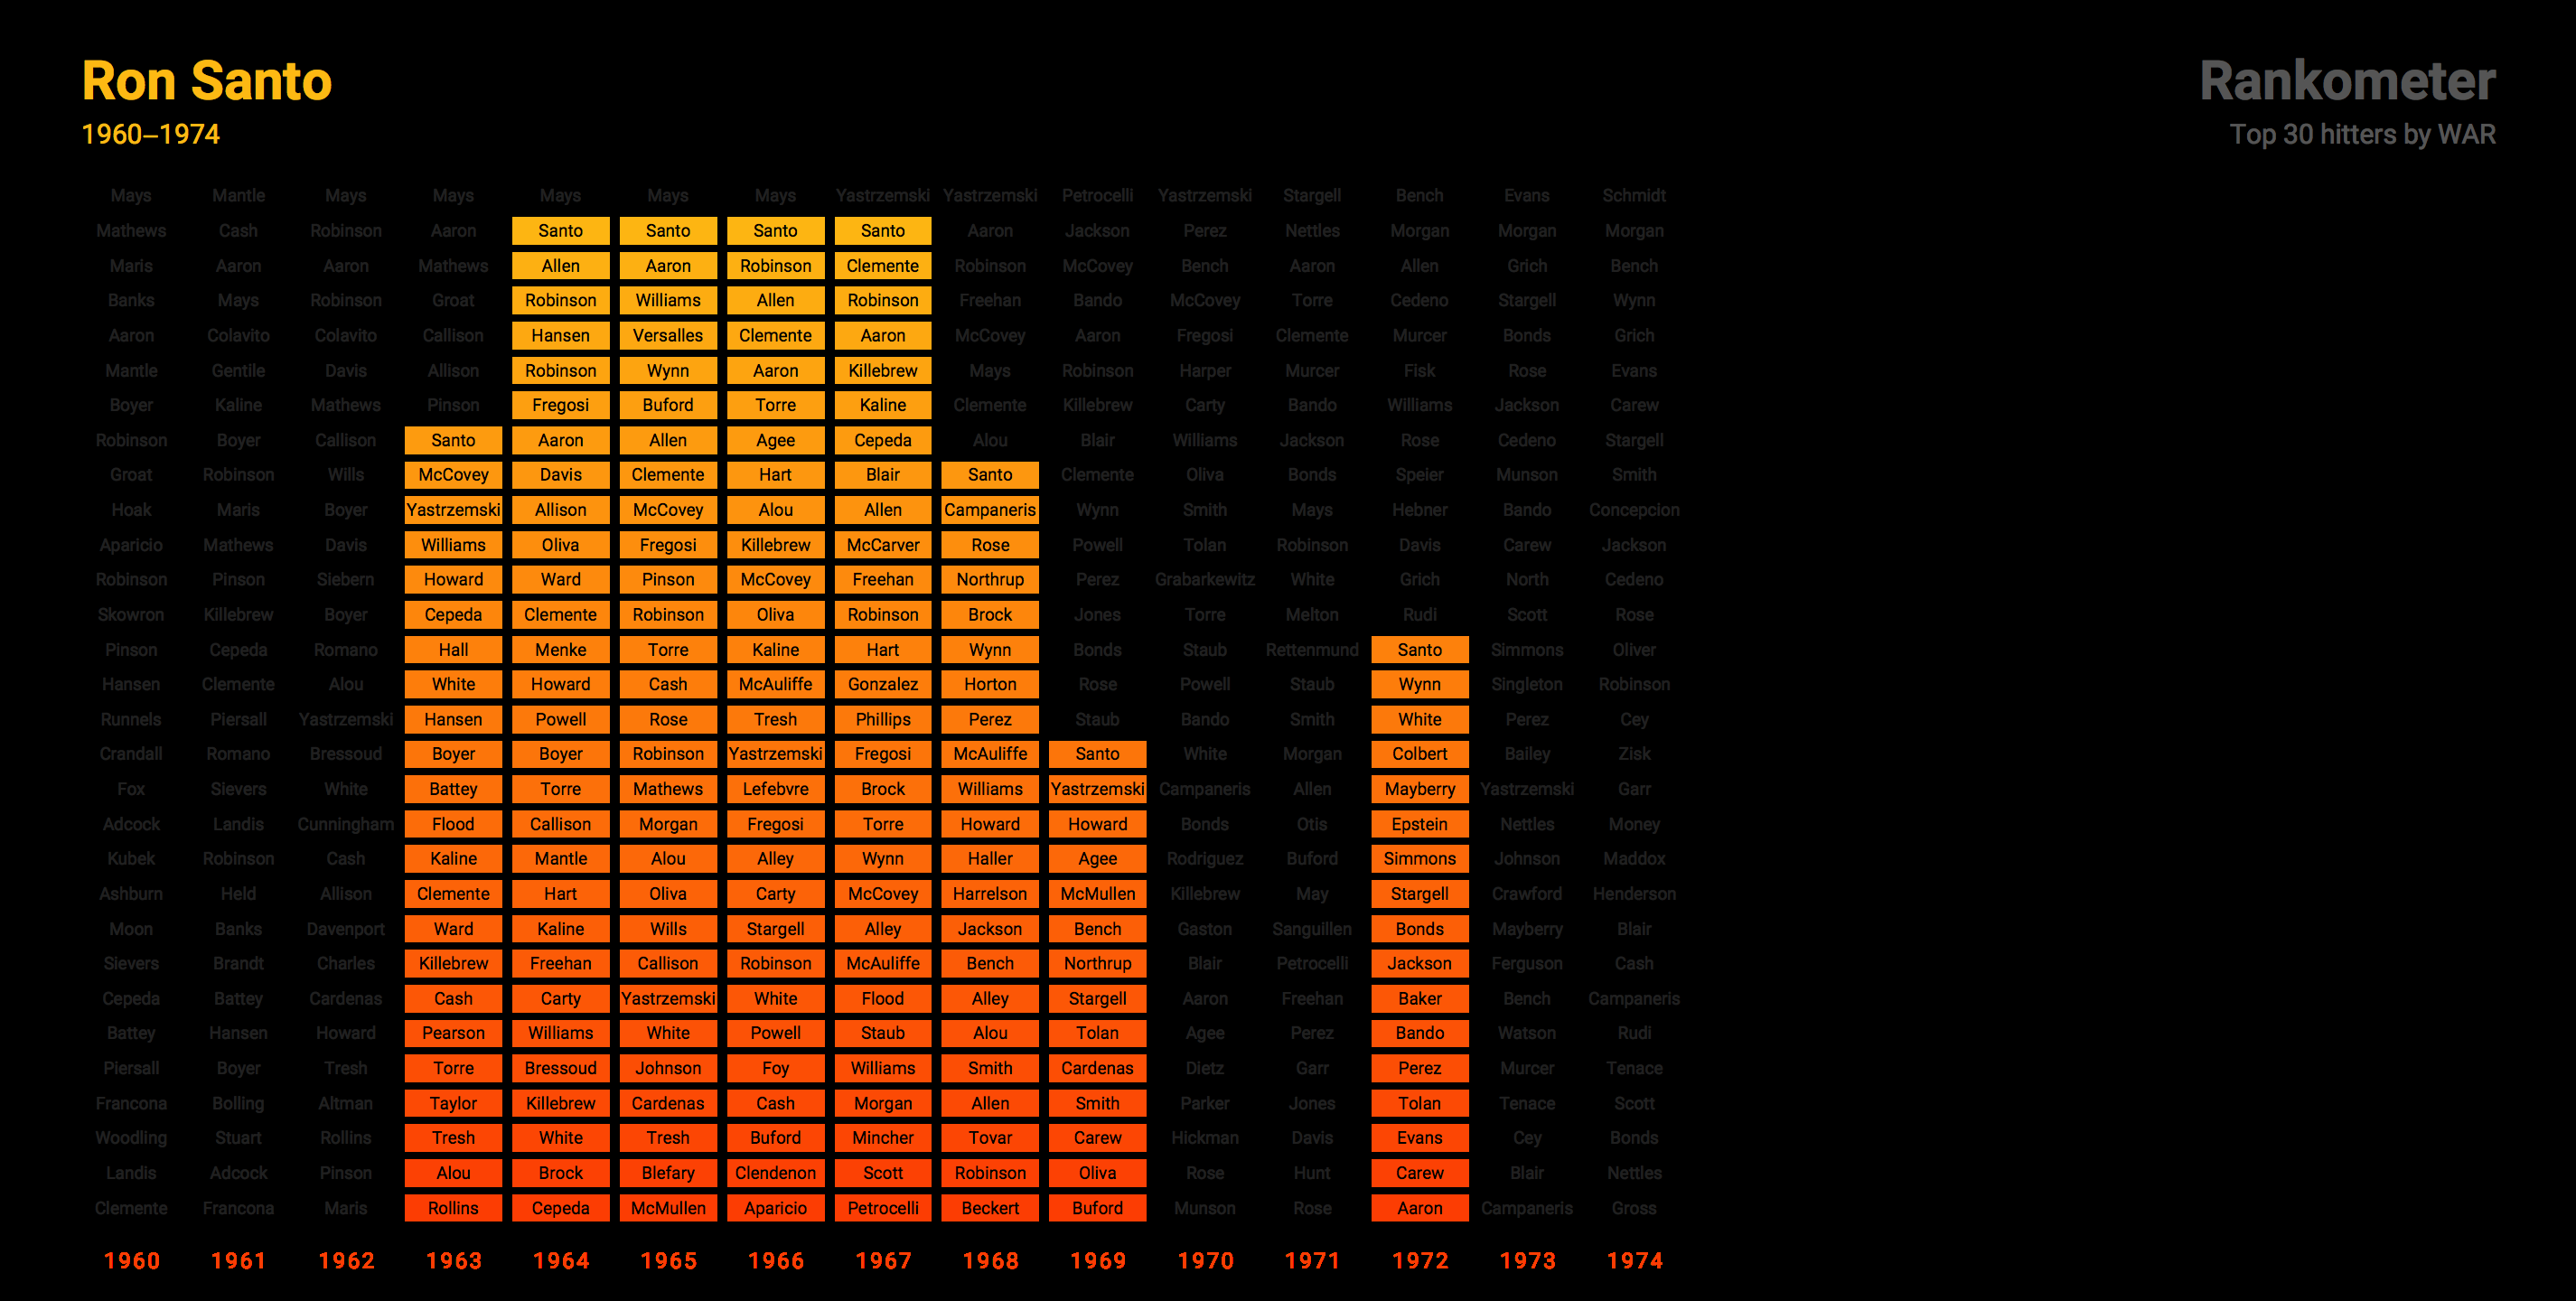 Ron Santo
Rankometer
1960–1974
Top 30 hitters by WAR
Mays Mantle Mays Mays Mays Mays Mays Yastrzemski Yastrzemski Petrocelli Yastrzemski Stargell Bench Evans Schmidt
Mathews Cash Robinson Aaron Santo Santo Santo Santo Aaron Jackson Perez Nettles Morgan Morgan Morgan
Maris Aaron Aaron Mathews Allen Aaron Robinson Clemente Robinson McCovey Bench Aaron Allen Grich Bench
Banks Mays Robinson Groat Robinson Williams Allen Robinson Freehan Bando McCovey Torre Cedeno Stargell Wynn
Aaron Colavito Colavito Callison Hansen Versalles Clemente Aaron McCovey Aaron Fregosi Clemente Murcer Bonds Grich
Mantle Gentile Davis Allison Robinson Wynn Aaron Killebrew Mays Robinson Harper Murcer Fisk Rose Evans
Boyer Kaline Mathews Pinson Fregosi Buford Torre Kaline Clemente Killebrew Carty Bando Williams Jackson Carew
Robinson Boyer Callison Santo Aaron Allen Agee Cepeda Alou Blair Williams Jackson Rose Cedeno Stargell
Groat Robinson Wills McCovey Davis Clemente Hart Blair Santo Clemente Oliva Bonds Speier Munson Smith
Hoak Maris Boyer Yastrzemski Allison McCovey Alou Allen Campaneris Wynn Smith Mays Hebner Bando Concepcion
Aparicio Mathews Davis Williams Oliva Fregosi Killebrew McCarver Rose Powell Tolan Robinson Davis Carew Jackson
Robinson Pinson Siebern Howard Ward Pinson McCovey Freehan Northrup Perez Grabarkewitz White Grich North Cedeno
Skowron Killebrew Boyer Cepeda Clemente Robinson Oliva Robinson Brock Jones Torre Melton Rudi Scott Rose
Pinson Cepeda Romano Hall Menke Torre Kaline Hart Wynn Bonds Staub Rettenmund Santo Simmons Oliver
Hansen Clemente Alou White Howard Cash McAuliffe Gonzalez Horton Rose Powell Staub Wynn Singleton Robinson
Runnels Piersall Yastrzemski Hansen Powell Rose Tresh Phillips Perez Staub Bando Smith White Perez Cey
Crandall Romano Bressoud Boyer Boyer Robinson Yastrzemski Fregosi McAuliffe Santo White Morgan Colbert Bailey Zisk
Fox Sievers White Battey Torre Mathews Lefebvre Brock Williams Yastrzemski Campaneris Allen Mayberry Yastrzemski Garr
Adcock Landis Cunningham Flood Callison Morgan Fregosi Torre Howard Howard Bonds Otis Epstein Nettles Money
Kubek Robinson Cash Kaline Mantle Alou Alley Wynn Haller Agee Rodriguez Buford Simmons Johnson Maddox
Ashburn Held Allison Clemente Hart Oliva Carty McCovey Harrelson McMullen Killebrew May Stargell Crawford Henderson
Moon Banks Davenport Ward Kaline Wills Stargell Alley Jackson Bench Gaston Sanguillen Bonds Mayberry Blair
Sievers Brandt Charles Killebrew Freehan Callison Robinson McAuliffe Bench Northrup Blair Petrocelli Jackson Ferguson Cash
Cepeda Battey Cardenas Cash Carty Yastrzemski White Flood Alley Stargell Aaron Freehan Baker Bench Campaneris
Battey Hansen Howard Pearson Williams White Powell Staub Alou Tolan Agee Perez Bando Watson Rudi
Piersall Boyer Tresh Torre Bressoud Johnson Foy Williams Smith Cardenas Dietz Garr Perez Murcer Tenace
Francona Bolling Altman Taylor Killebrew Cardenas Cash Morgan Allen Smith Parker Jones Tolan Tenace Scott
Woodling Stuart Rollins Tresh White Tresh Buford Mincher Tovar Carew Hickman Davis Evans Cey Bonds
Landis Adcock Pinson Alou Brock Blefary Clendenon Scott Robinson Oliva Rose Hunt Carew Blair Nettles
Clemente Francona Maris Rollins Cepeda McMullen Aparicio Petrocelli Beckert Buford Munson Rose Aaron Campaneris Gross
1960 1961 1962 1963 1964 1965 1966 1967 1968 1969 1970 1971 1972 1973 1974